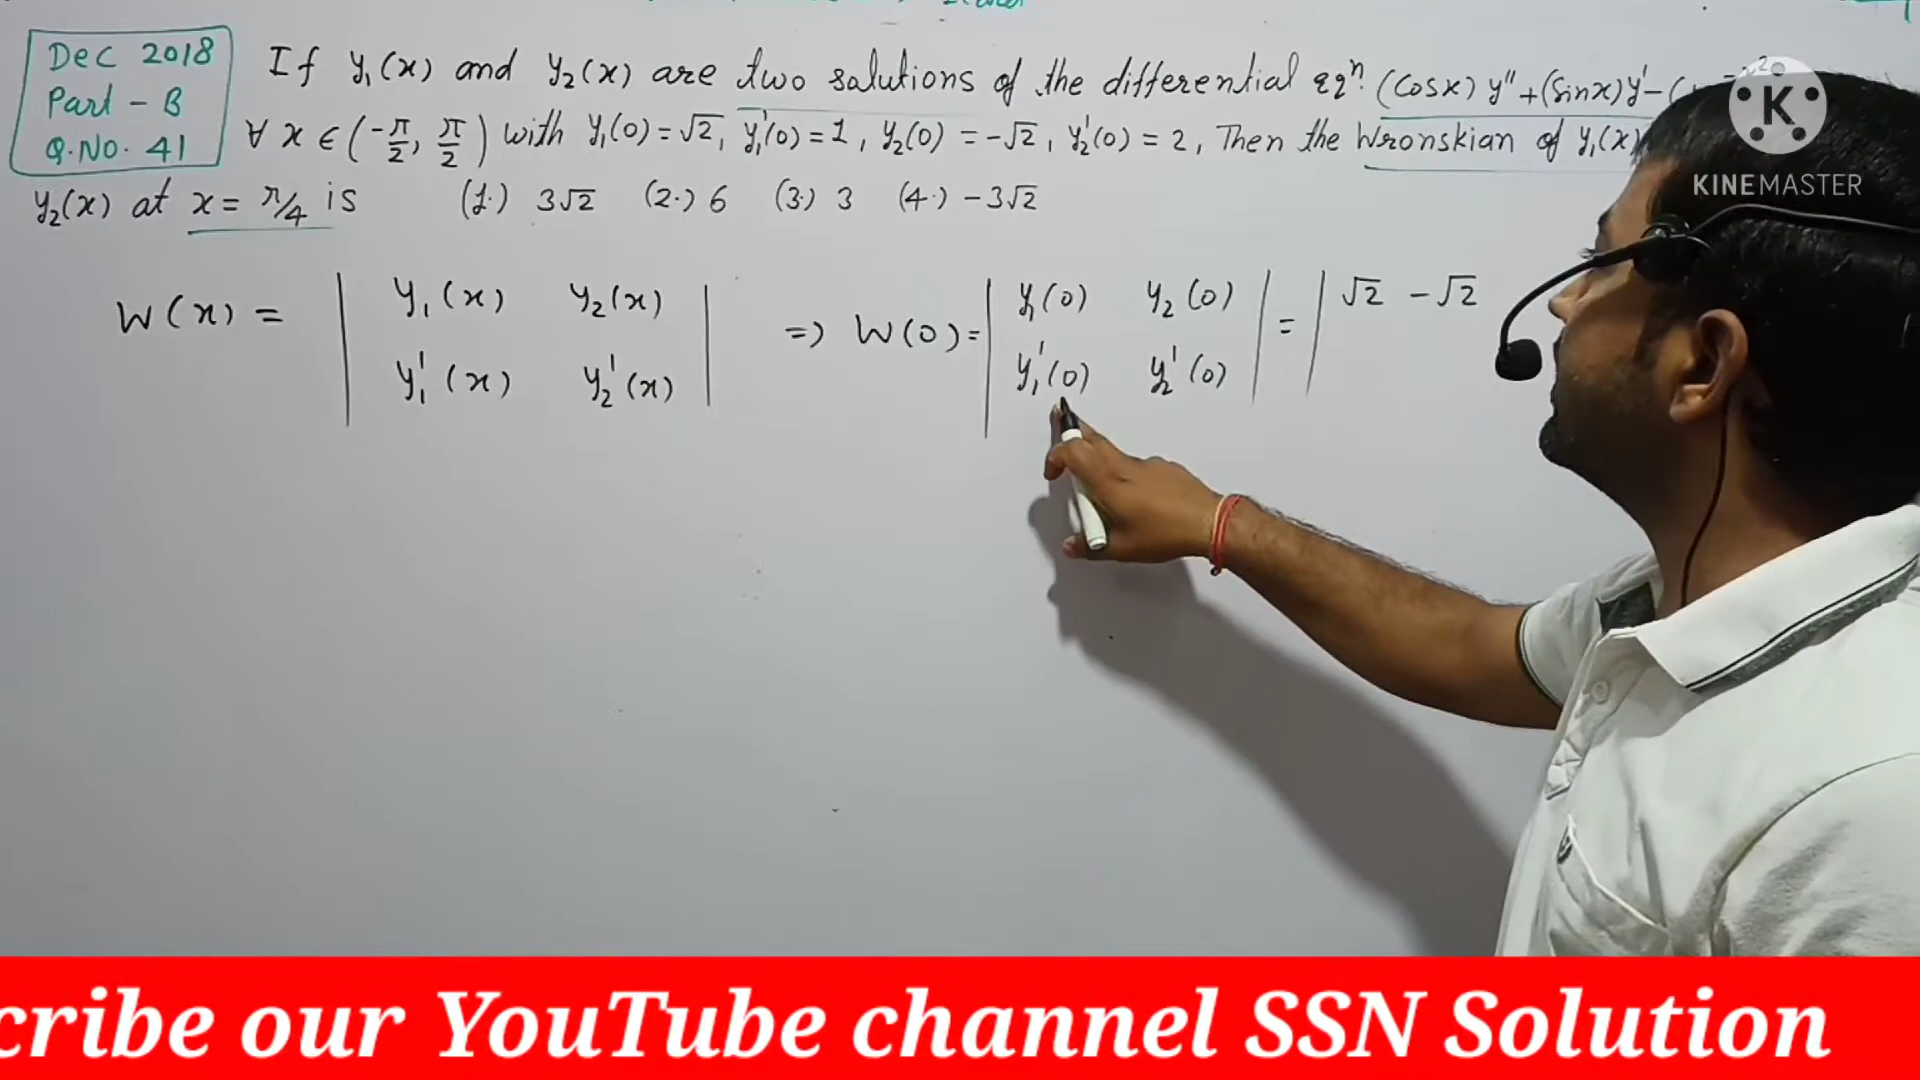 Dec 2018
Part - B
Q.No. 41
If y₁(x) and y₂(x) are two solutions of the differential eqⁿ. (Cosx) y'' + (Sinx)y' - (
∀ x ∈ (-π/2, π/2) with y₁(0) = √2, y₁'(0) = 1, y₂(0) = -√2, y₂'(0) = 2, Then the Wronskian of y₁(x)
y₂(x) at x = π/4 is (1.) 3√2 (2.) 6 (3.) 3 (4.) -3√2
W(x) = | y₁(x) y₂(x) | => W(0) = | y₁(0) y₂(0) | = | √2 -√2
y₁'(x) y₂'(x) y₁'(0) y₂'(0)
K
KINEMASTER
cribe our YouTube channel SSN Solution